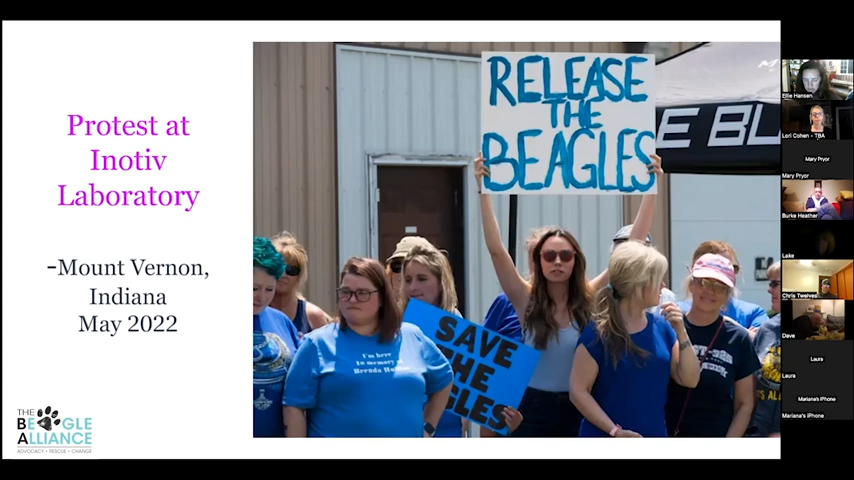 Protest at
Inotiv
Laboratory
-Mount Vernon,
Indiana
May 2022
THE
BEAGLE
ALLIANCE
ADVOCACY • RESCUE • CHANGE
RELEASE
THE
BEAGLES
E BL
SAVE
THE
GLES
I'm here
In memory of
Brenda
Ellie Hansen
Lori Cohen - TBA
Mary Pryor
Mary Pryor
Burke Heather
Lake
Chris Twelves
Dave
Laura
Laura
Mariana's iPhone
Mariana's iPhone